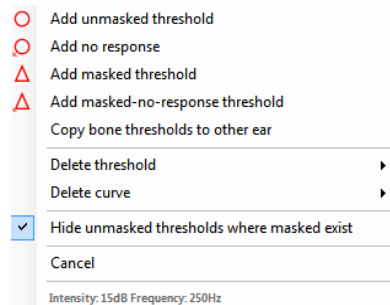 Add unmasked threshold
Add no response
Add masked threshold
Add masked-no-response threshold
Copy bone thresholds to other ear
Delete threshold
Delete curve
Hide unmasked thresholds where masked exist
Cancel
Intensity: 15dB Frequency: 250Hz